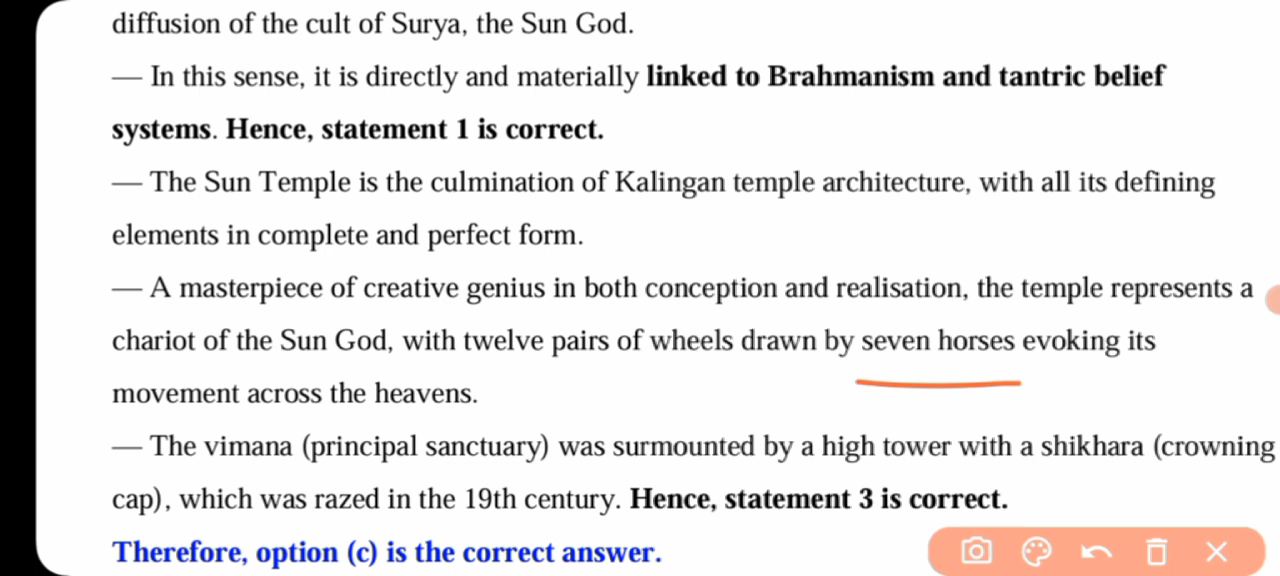 diffusion of the cult of Surya, the Sun God.
— In this sense, it is directly and materially linked to Brahmanism and tantric belief
systems. Hence, statement 1 is correct.
— The Sun Temple is the culmination of Kalingan temple architecture, with all its defining
elements in complete and perfect form.
— A masterpiece of creative genius in both conception and realisation, the temple represents a
chariot of the Sun God, with twelve pairs of wheels drawn by seven horses evoking its
movement across the heavens.
— The vimana (principal sanctuary) was surmounted by a high tower with a shikhara (crowning
cap), which was razed in the 19th century. Hence, statement 3 is correct.
Therefore, option (c) is the correct answer.